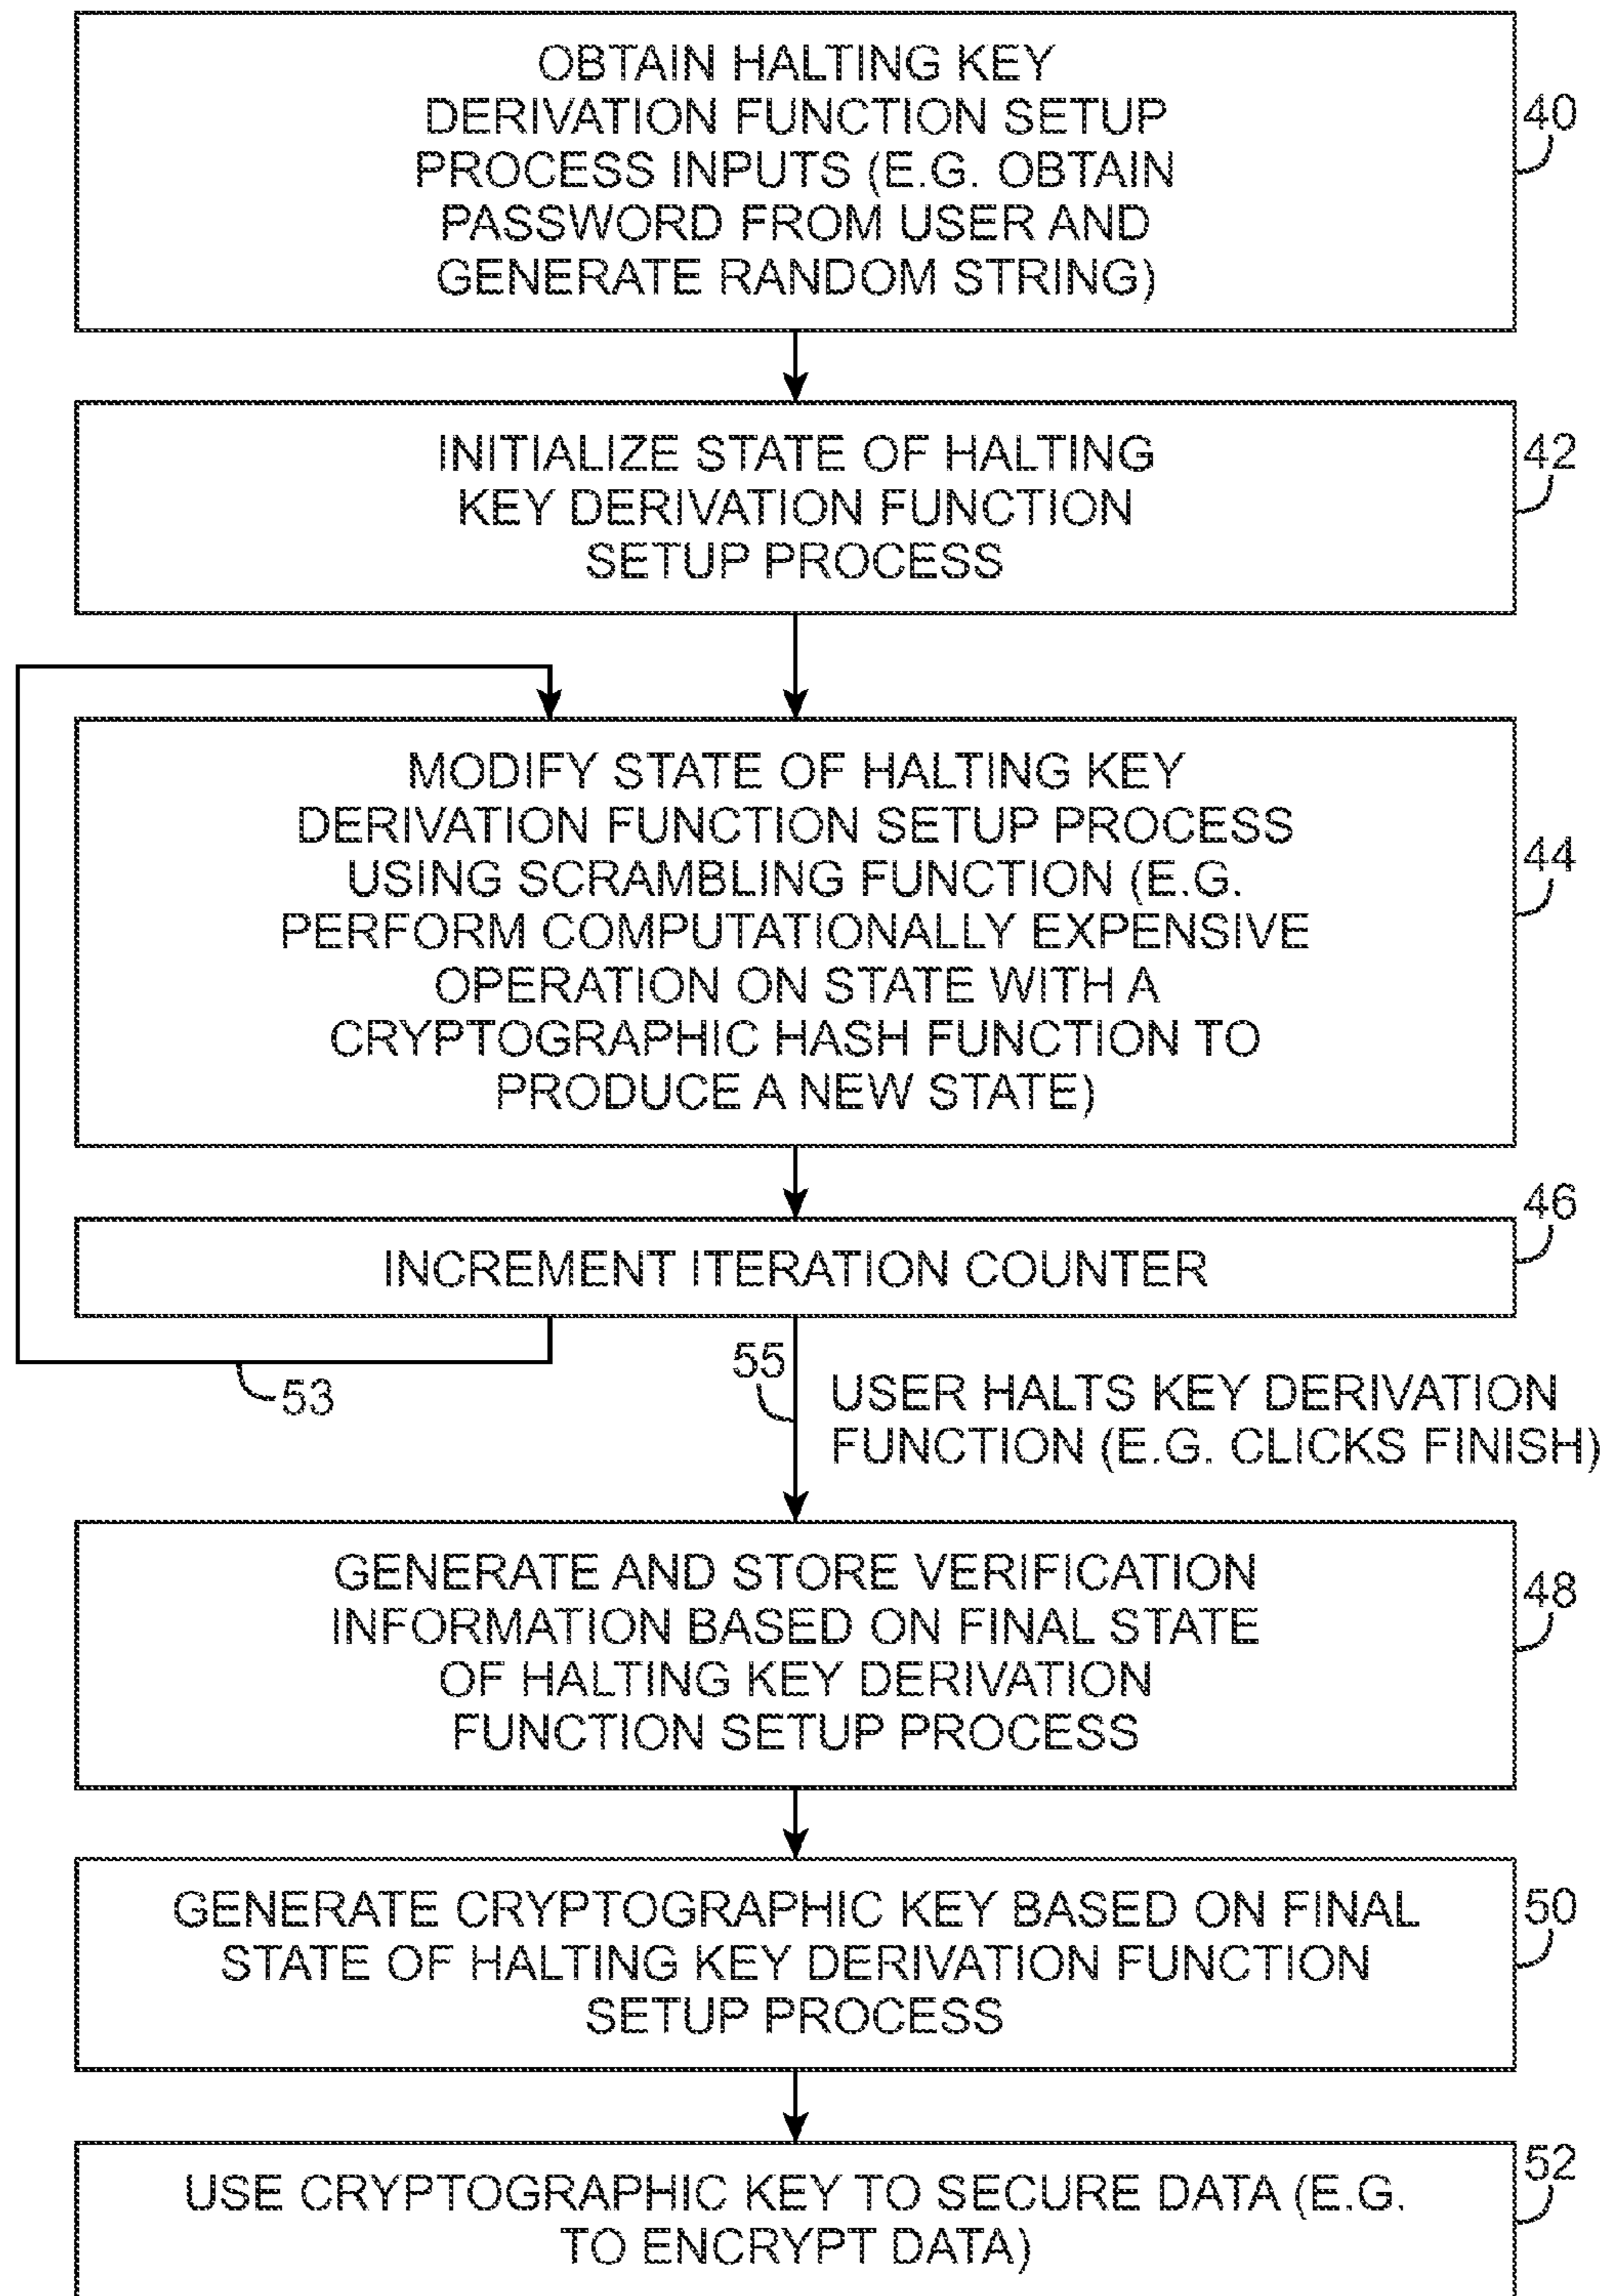 OBTAIN HALTING KEY
DERIVATION FUNCTION SETUP
PROCESS INPUTS (E.G. OBTAIN
PASSWORD FROM USER AND
GENERATE RANDOM STRING)
40
INITIALIZE STATE OF HALTING
KEY DERIVATION FUNCTION
SETUP PROCESS
42
MODIFY STATE OF HALTING KEY
DERIVATION FUNCTION SETUP PROCESS
USING SCRAMBLING FUNCTION (E.G.
PERFORM COMPUTATIONALLY EXPENSIVE
OPERATION ON STATE WITH A
CRYPTOGRAPHIC HASH FUNCTION TO
PRODUCE A NEW STATE)
44
INCREMENT ITERATION COUNTER
46
53
55
USER HALTS KEY DERIVATION
FUNCTION (E.G. CLICKS FINISH)
GENERATE AND STORE VERIFICATION
INFORMATION BASED ON FINAL STATE
OF HALTING KEY DERIVATION
FUNCTION SETUP PROCESS
48
GENERATE CRYPTOGRAPHIC KEY BASED ON FINAL
STATE OF HALTING KEY DERIVATION FUNCTION
SETUP PROCESS
50
USE CRYPTOGRAPHIC KEY TO SECURE DATA (E.G.
TO ENCRYPT DATA)
52